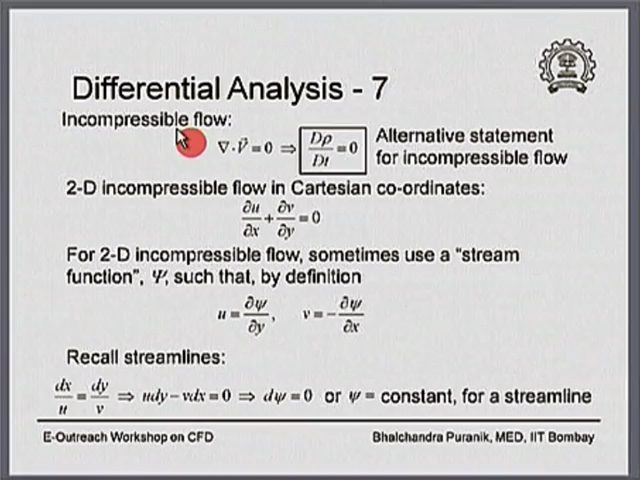 Differential Analysis - 7
Incompressible flow:
∇·V⃗ = 0 ⇒ Dρ/Dt = 0 Alternative statement
for incompressible flow
2-D incompressible flow in Cartesian co-ordinates:
∂u/∂x + ∂v/∂y = 0
For 2-D incompressible flow, sometimes use a "stream
function", Ψ, such that, by definition
u = ∂ψ/∂y, v = -∂ψ/∂x
Recall streamlines:
dx/u = dy/v ⇒ udy - vdx = 0 ⇒ dψ = 0 or ψ = constant, for a streamline
E-Outreach Workshop on CFD
Bhalchandra Puranik, MED, IIT Bombay